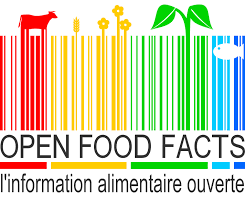 OPEN FOOD FACTS
l'information alimentaire ouverte